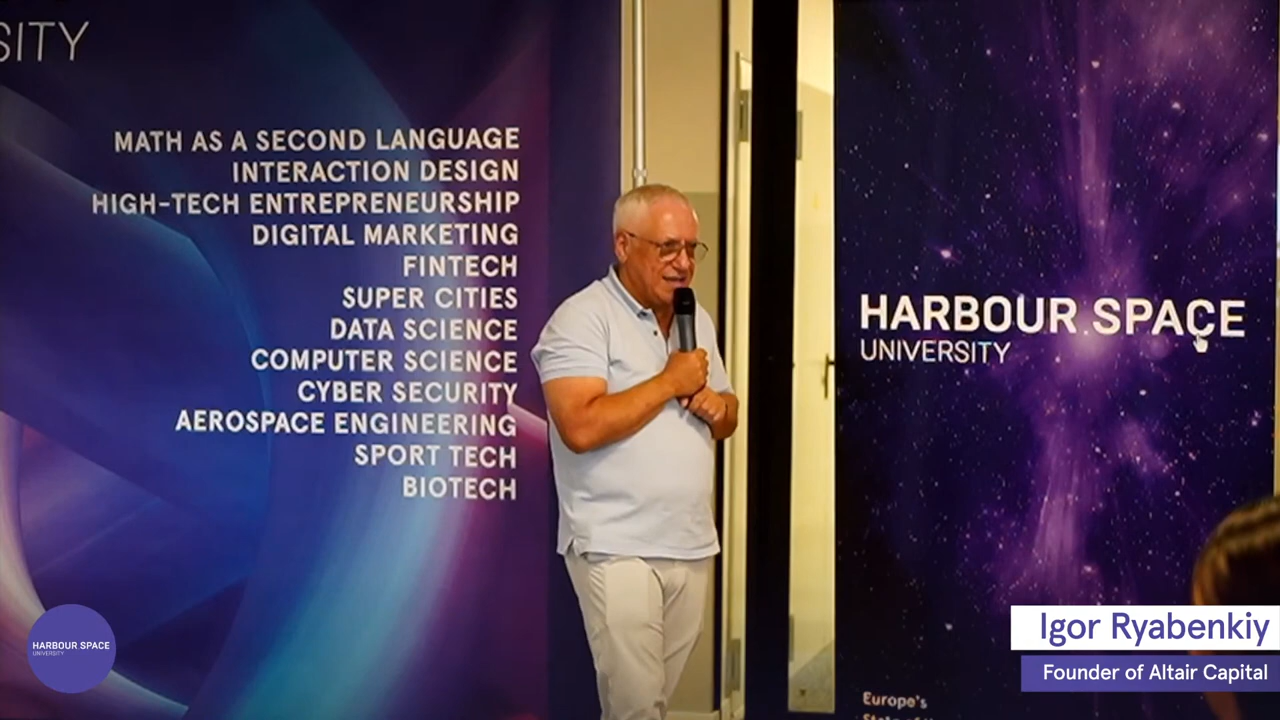 SITY
MATH AS A SECOND LANGUAGE
INTERACTION DESIGN
HIGH-TECH ENTREPRENEURSHIP
DIGITAL MARKETING
FINTECH
SUPER CITIES
DATA SCIENCE
COMPUTER SCIENCE
CYBER SECURITY
AEROSPACE ENGINEERING
SPORT TECH
BIOTECH
HARBOUR.SPACE
UNIVERSITY
HARBOUR SPACE
UNIVERSITY
Igor Ryabenkiy
Founder of Altair Capital
Europe's